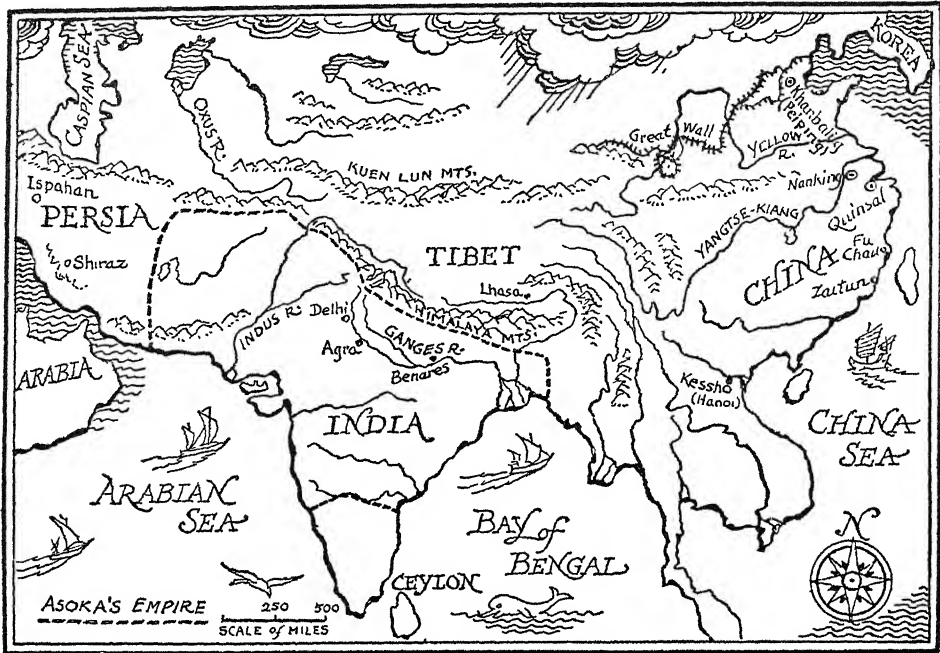 CASPIAN SEA
OXUS R.
KUEN LUN MTS.
Great Wall
Khanbalig
(Peiping)
YELLOW
R.
KOREA
Ispahan
PERSIA
Shiraz
Nanking
Quinsai
YANGTSE-KIANG
TIBET
CHINA
Fu
Chau
Zaitun
Lhasa
HIMALAY
MTS.
INDUS R.
Delhi
Agra
GANGES R.
Benares
ARABIA
INDIA
Kessho
(Hanoi)
CHINA
SEA
ARABIAN
SEA
BAY of
BENGAL
N
CEYLON
ASOKA'S EMPIRE
250 500
SCALE of MILES